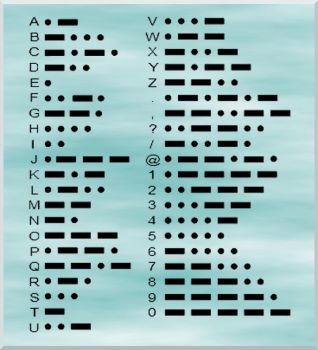 A • –
B – • • •
C – • – •
D – • •
E •
F • • – •
G – – •
H • • • •
I • •
J • – – –
K – • –
L • – • •
M – –
N – •
O – – –
P • – – •
Q – – • –
R • – •
S • • •
T –
U • • –
V • • • –
W • – –
X – • • –
Y – • – –
Z – – • •
. • – • – • –
, – – • • – –
? • • – – • •
/ – • • – •
@ • – – • – •
1 • – – – –
2 • • – – –
3 • • • – –
4 • • • • –
5 • • • • •
6 – • • • •
7 – – • • •
8 – – – • •
9 – – – – •
0 – – – – –